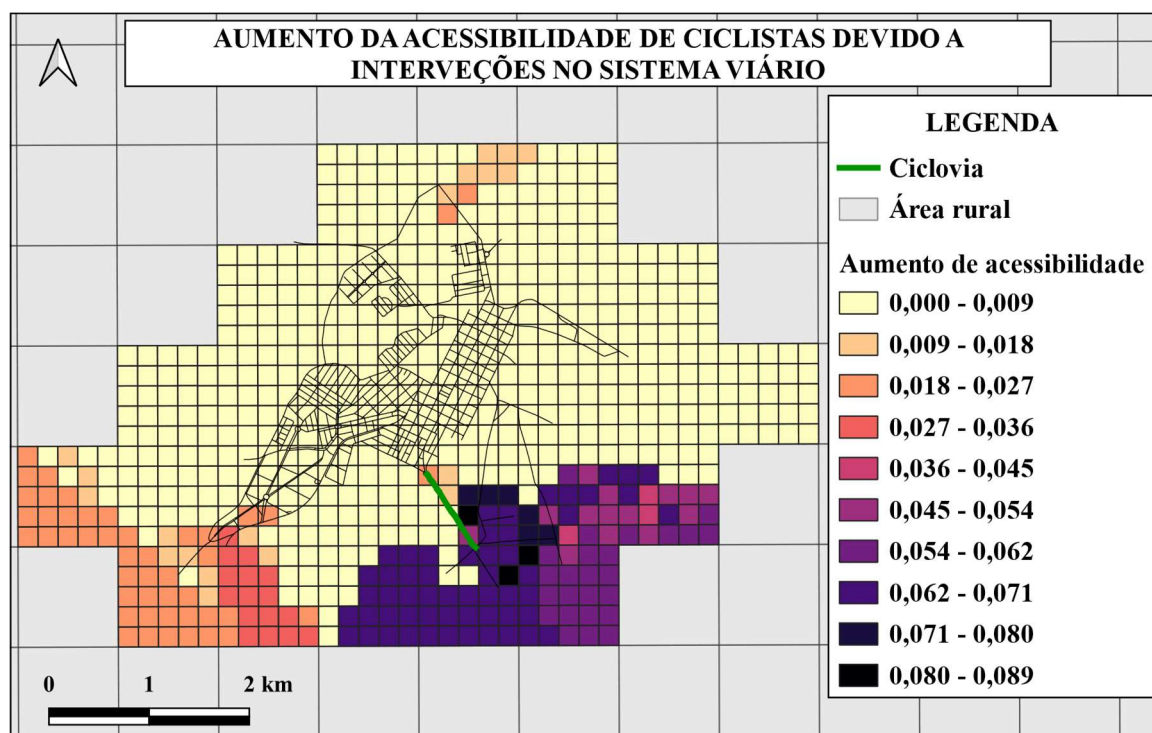 AUMENTO DA ACESSIBILIDADE DE CICLISTAS DEVIDO A
INTERVEÇÕES NO SISTEMA VIÁRIO
LEGENDA
Ciclovia
Área rural
Aumento de acessibilidade
0,000 - 0,009
0,009 - 0,018
0,018 - 0,027
0,027 - 0,036
0,036 - 0,045
0,045 - 0,054
0,054 - 0,062
0,062 - 0,071
0,071 - 0,080
0,080 - 0,089
0 1 2 km